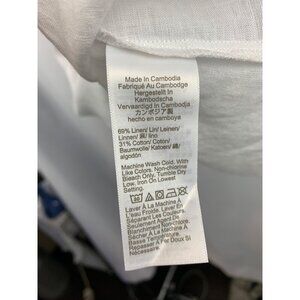 Made In Cambodia
Fabriqué Au Cambodge
Hergestellt In
Kambodscha
Vervaardigd In Cambodja
カンボジア製
hecho en camboya
69% Linen/ Lin/ Leinen/
Linnen/ 麻/ lino
31% Cotton/ Coton/
Baumwolle/ Katoen/ 綿/
algodón
Machine Wash Cold, With
Like Colors. Non-chlorine
Bleach Only, Tumble Dry
Low. Iron On Lowest
Setting.
Laver À La Machine À
L'eau Froide. Laver En
Séparant Les Couleurs.
Seulement Agent De
Blanchiment Non-Chloré.
Sécher À La Machine À
Basse Température.
Repasser À Fer Doux Si
Nécessaire.